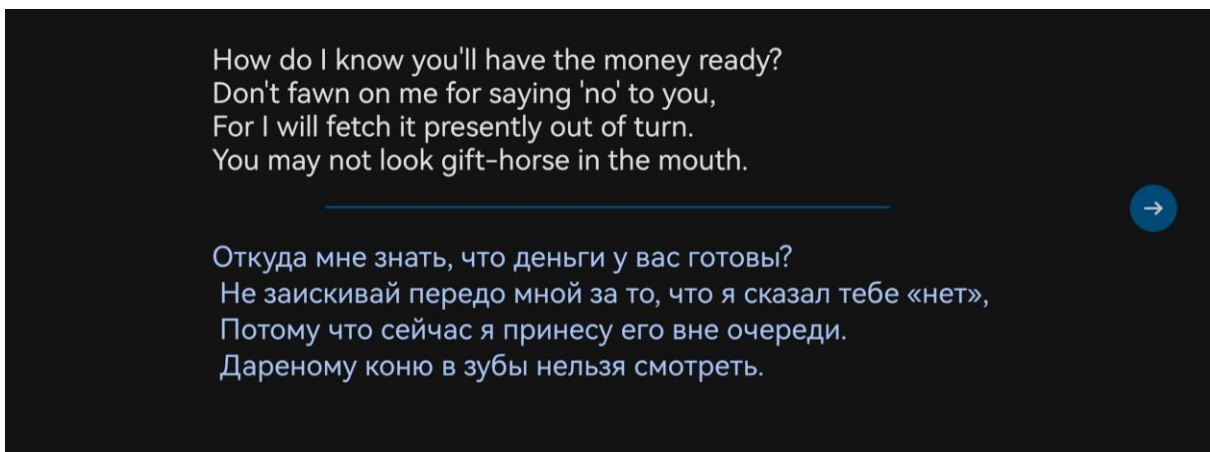 How do I know you'll have the money ready?
Don't fawn on me for saying 'no' to you,
For I will fetch it presently out of turn.
You may not look gift-horse in the mouth.
Откуда мне знать, что деньги у вас готовы?
Не заискивай передо мной за то, что я сказал тебе «нет»,
Потому что сейчас я принесу его вне очереди.
Дареному коню в зубы нельзя смотреть.